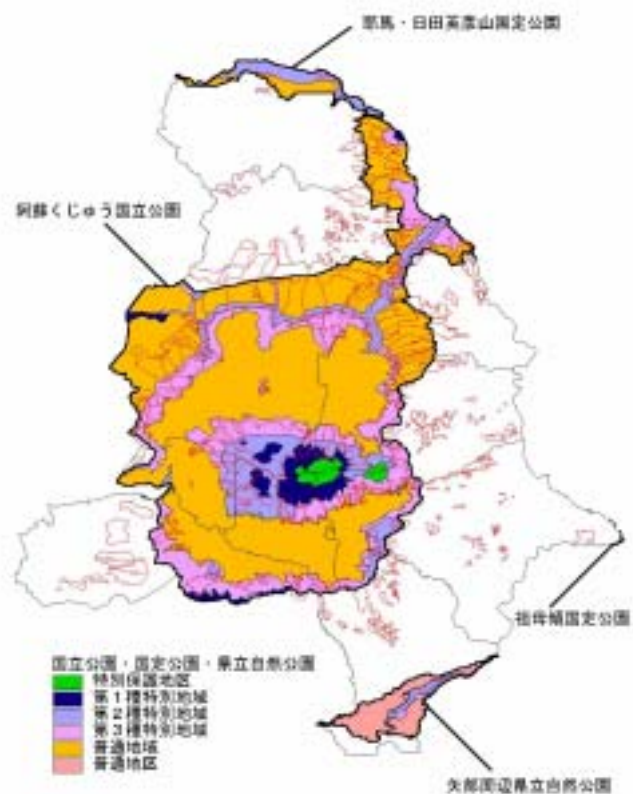 耶馬・日田英彦山国定公園
阿蘇くじゅう国立公園
祖母傾国定公園
国立公園・国定公園・県立自然公園
特別保護地区
第1種特別地域
第2種特別地域
第3種特別地域
普通地域
普通地区
矢部周辺県立自然公園